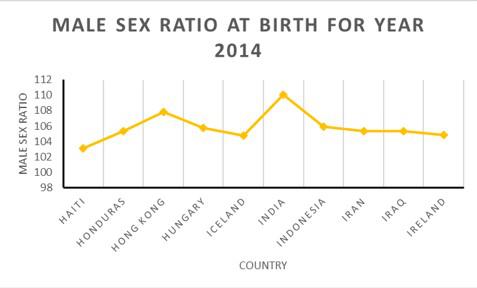 MALE SEX RATIO AT BIRTH FOR YEAR
2014
MALE SEX RATIO
112
110
108
106
104
102
100
98
HAITI
HONDURAS
HONG KONG
HUNGARY
ICELAND
INDIA
INDONESIA
IRAN
IRAQ
IRELAND
COUNTRY